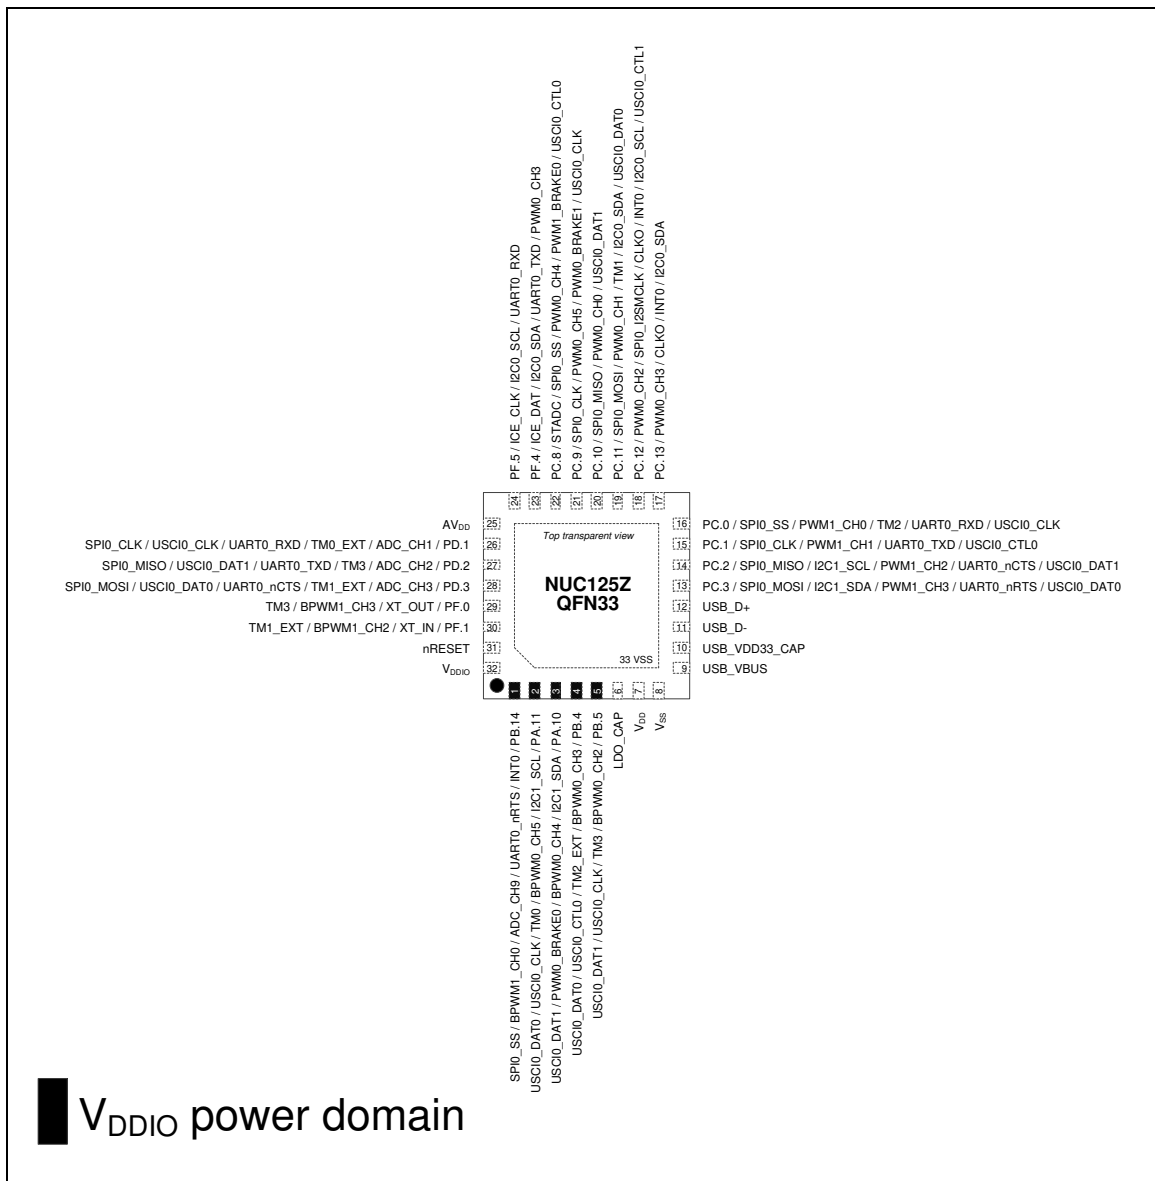 PF.5 / ICE_CLK / I2C0_SCL / UART0_RXD
PF.4 / ICE_DAT / I2C0_SDA / UART0_TXD / PWM0_CH3
PC.8 / STADC / SPI0_SS / PWM0_CH4 / PWM1_BRAKE0 / USCI0_CTL0
PC.9 / SPI0_CLK / PWM0_CH5 / PWM0_BRAKE1 / USCI0_CLK
PC.10 / SPI0_MISO / PWM0_CH0 / USCI0_DAT1
PC.11 / SPI0_MOSI / PWM0_CH1 / TM1 / I2C0_SDA / USCI0_DAT0
PC.12 / PWM0_CH2 / SPI0_I2SMCLK / CLKO / INT0 / I2C0_SCL / USCI0_CTL1
PC.13 / PWM0_CH3 / CLKO / INT0 / I2C0_SDA
24 23 22 21 20 19 18 17
AVDD 25
SPI0_CLK / USCI0_CLK / UART0_RXD / TM0_EXT / ADC_CH1 / PD.1 26
SPI0_MISO / USCI0_DAT1 / UART0_TXD / TM3 / ADC_CH2 / PD.2 27
SPI0_MOSI / USCI0_DAT0 / UART0_nCTS / TM1_EXT / ADC_CH3 / PD.3 28
TM3 / BPWM1_CH3 / XT_OUT / PF.0 29
TM1_EXT / BPWM1_CH2 / XT_IN / PF.1 30
nRESET 31
VDDIO 32
Top transparent view
NUC125Z
QFN33
33 VSS
16 PC.0 / SPI0_SS / PWM1_CH0 / TM2 / UART0_RXD / USCI0_CLK
15 PC.1 / SPI0_CLK / PWM1_CH1 / UART0_TXD / USCI0_CTL0
14 PC.2 / SPI0_MISO / I2C1_SCL / PWM1_CH2 / UART0_nCTS / USCI0_DAT1
13 PC.3 / SPI0_MOSI / I2C1_SDA / PWM1_CH3 / UART0_nRTS / USCI0_DAT0
12 USB_D+
11 USB_D-
10 USB_VDD33_CAP
9 USB_VBUS
1 2 3 4 5 6 7 8
SPI0_SS / BPWM1_CH0 / ADC_CH9 / UART0_nRTS / INT0 / PB.14
USCI0_DAT0 / USCI0_CLK / TM0 / BPWM0_CH5 / I2C1_SCL / PA.11
USCI0_DAT1 / PWM0_BRAKE0 / BPWM0_CH4 / I2C1_SDA / PA.10
USCI0_DAT0 / USCI0_CTL0 / TM2_EXT / BPWM0_CH3 / PB.4
USCI0_DAT1 / USCI0_CLK / TM3 / BPWM0_CH2 / PB.5
LDO_CAP
VDD
VSS
VDDIO power domain